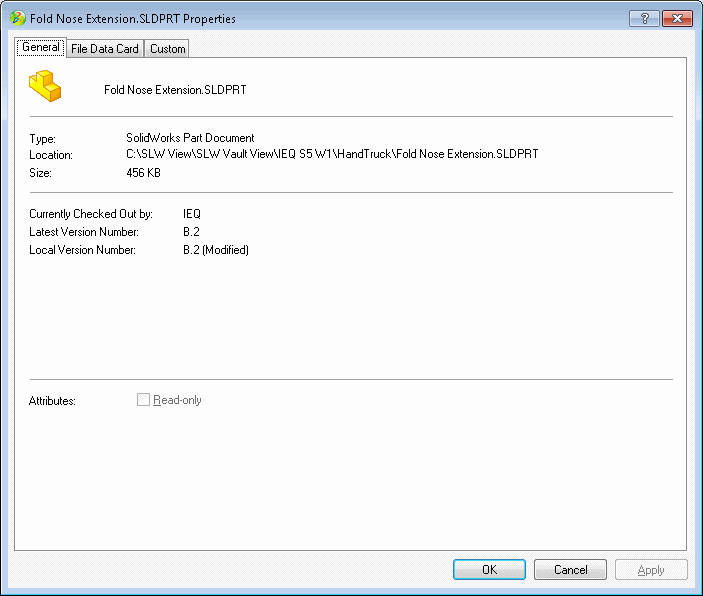 Fold Nose Extension.SLDPRT Properties
General File Data Card Custom
Fold Nose Extension.SLDPRT
Type: SolidWorks Part Document
Location: C:\SLW View\SLW Vault View\IEQ S5 W1\HandTruck\Fold Nose Extension.SLDPRT
Size: 456 KB
Currently Checked Out by: IEQ
Latest Version Number: B.2
Local Version Number: B.2 (Modified)
Attributes: Read-only
OK Cancel Apply